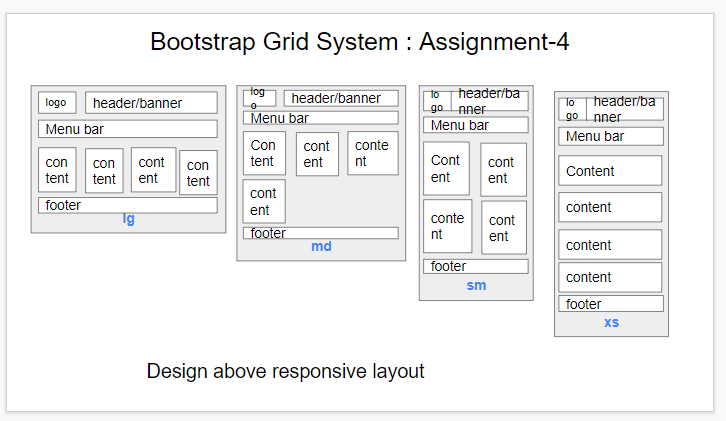 Bootstrap Grid System : Assignment-4
logo
header/banner
Menu bar
con
tent
con
tent
cont
ent
con
tent
footer
lg
log
o
header/banner
Menu bar
Con
tent
cont
ent
conte
nt
cont
ent
footer
md
lo
go
header/ba
nner
Menu bar
Cont
ent
cont
ent
conte
nt
cont
ent
footer
sm
lo
go
header/ba
nner
Menu bar
Content
content
content
content
footer
xs
Design above responsive layout